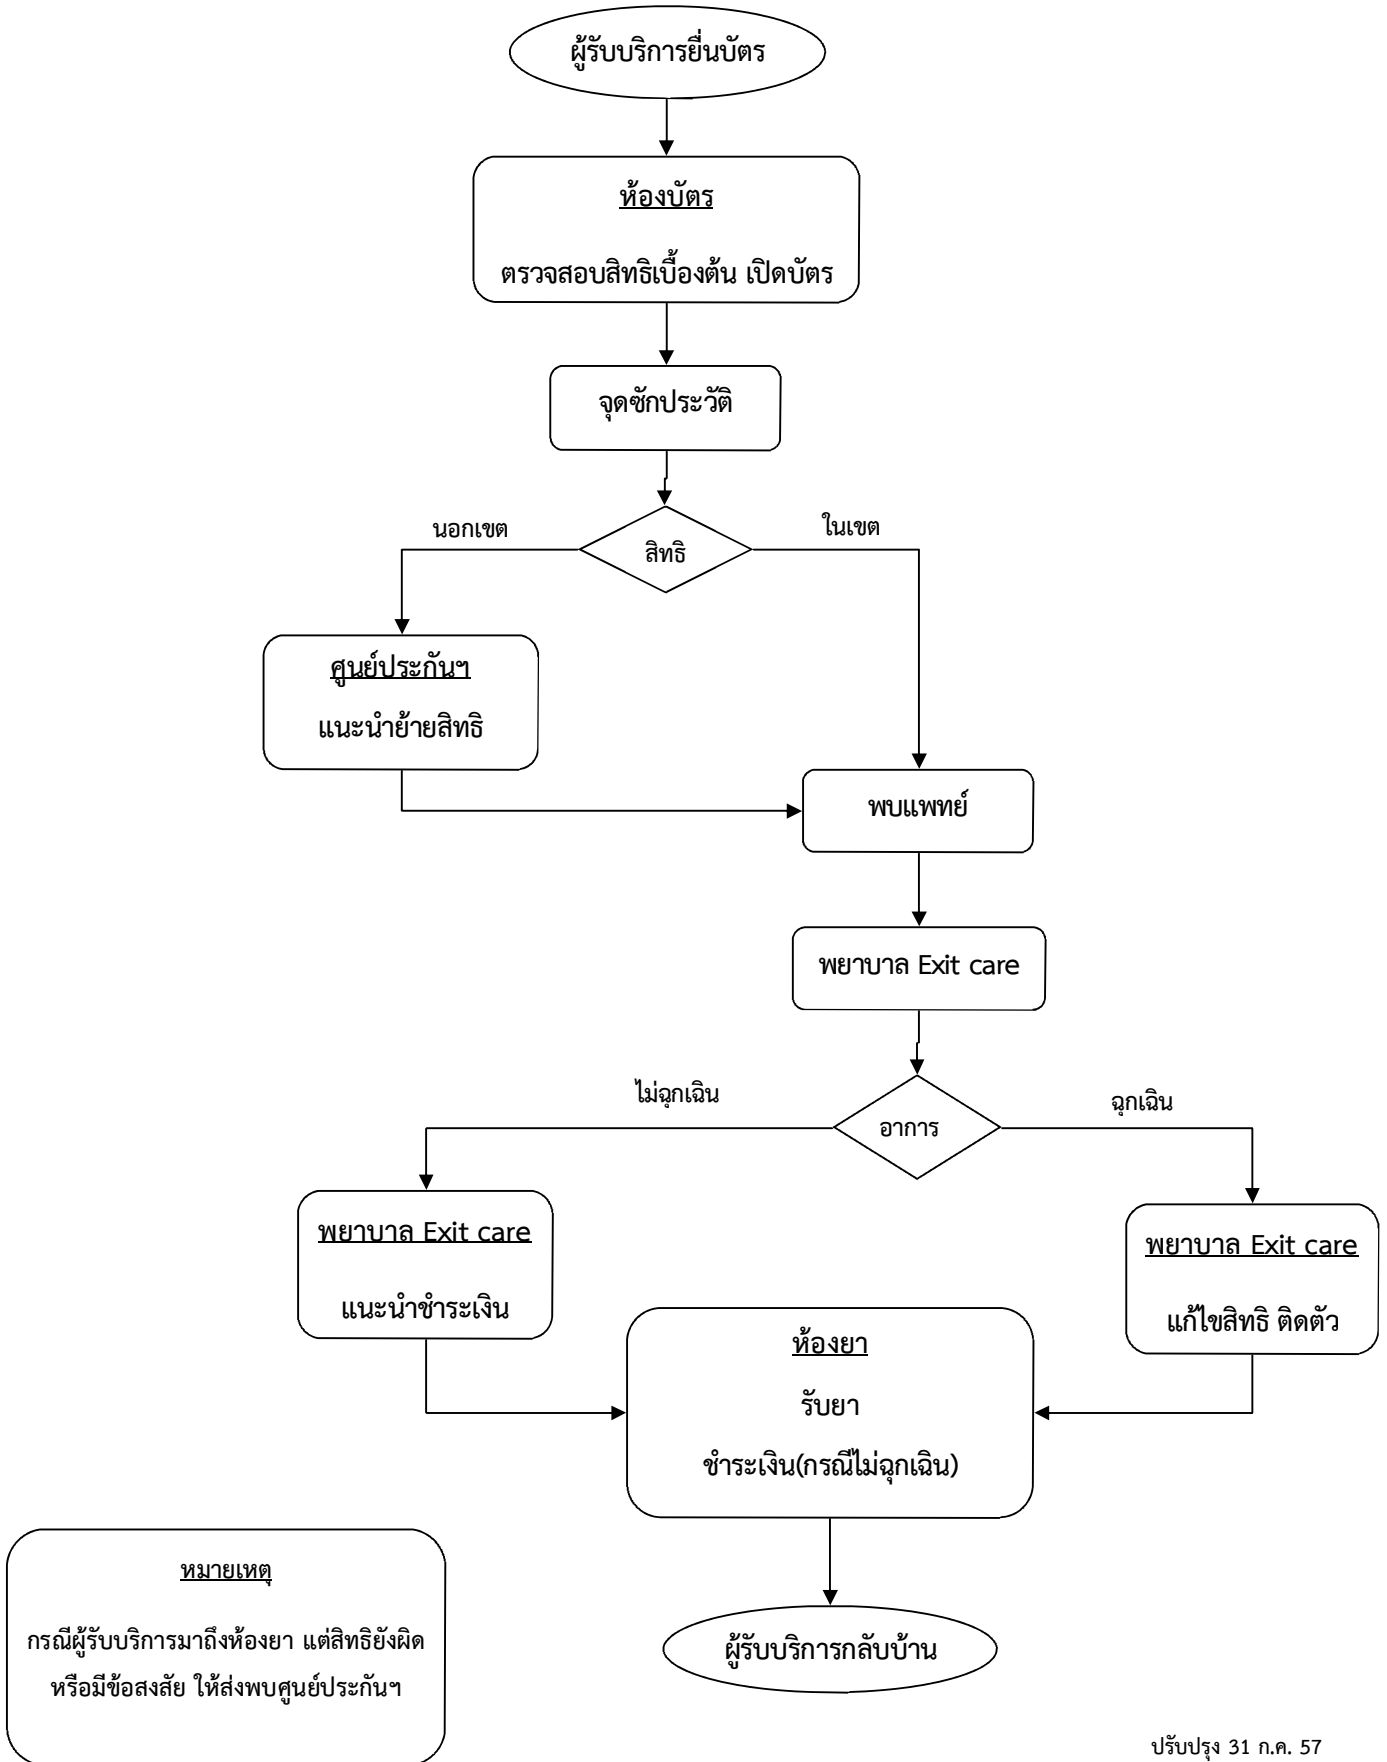 ผู้รับบริการยื่นบัตร
ห้องบัตร
ตรวจสอบสิทธิเบื้องต้น เปิดบัตร
จุดซักประวัติ
นอกเขต
ในเขต
สิทธิ
ศูนย์ประกันฯ
แนะนำย้ายสิทธิ
พบแพทย์
พยาบาล Exit care
ไม่ฉุกเฉิน
ฉุกเฉิน
อาการ
พยาบาล Exit care
แนะนำชำระเงิน
พยาบาล Exit care
แก้ไขสิทธิ ติดตัว
ห้องยา
รับยา
ชำระเงิน(กรณีไม่ฉุกเฉิน)
หมายเหตุ
กรณีผู้รับบริการมาถึงห้องยา แต่สิทธิยังผิด
หรือมีข้อสงสัย ให้ส่งพบศูนย์ประกันฯ
ผู้รับบริการกลับบ้าน
ปรับปรุง 31 ก.ค. 57